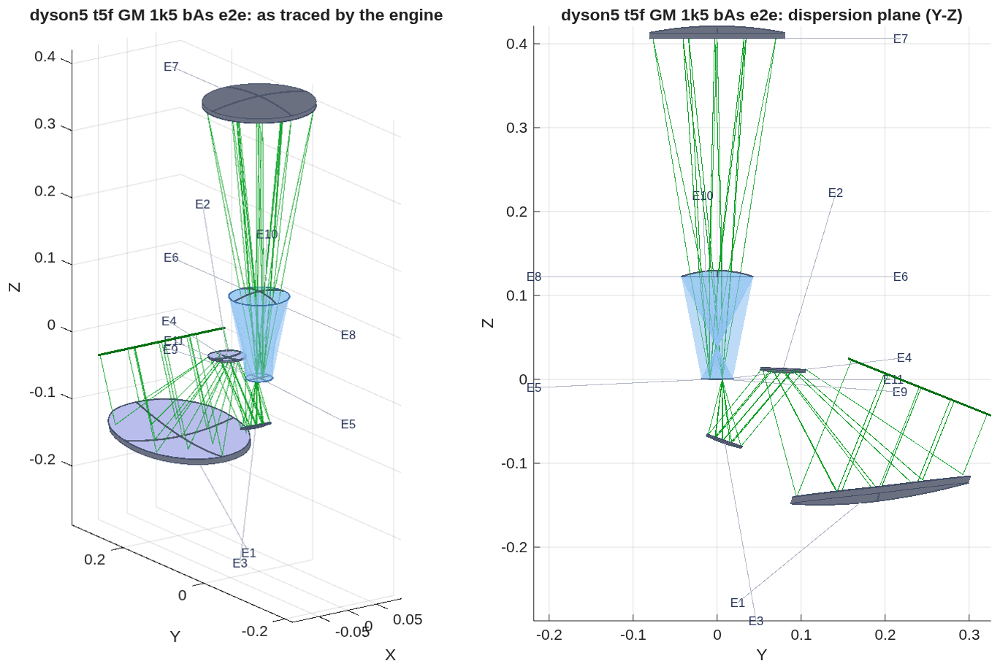 dyson5 t5f GM 1k5 bAs e2e: as traced by the engine
0.4
0.3
0.2
0.1
0
-0.1
-0.2
Z
E7
E2
E10
E6
E4
E11
E9
E8
E5
E1
E3
0.2
0
-0.2
Y
-0.05
0
0.05
X
dyson5 t5f GM 1k5 bAs e2e: dispersion plane (Y-Z)
0.4
0.3
0.2
0.1
0
-0.1
-0.2
Z
E7
E10
E2
E8
E6
E4
E11
E9
E5
E1
E3
-0.2
-0.1
0
0.1
0.2
0.3
Y